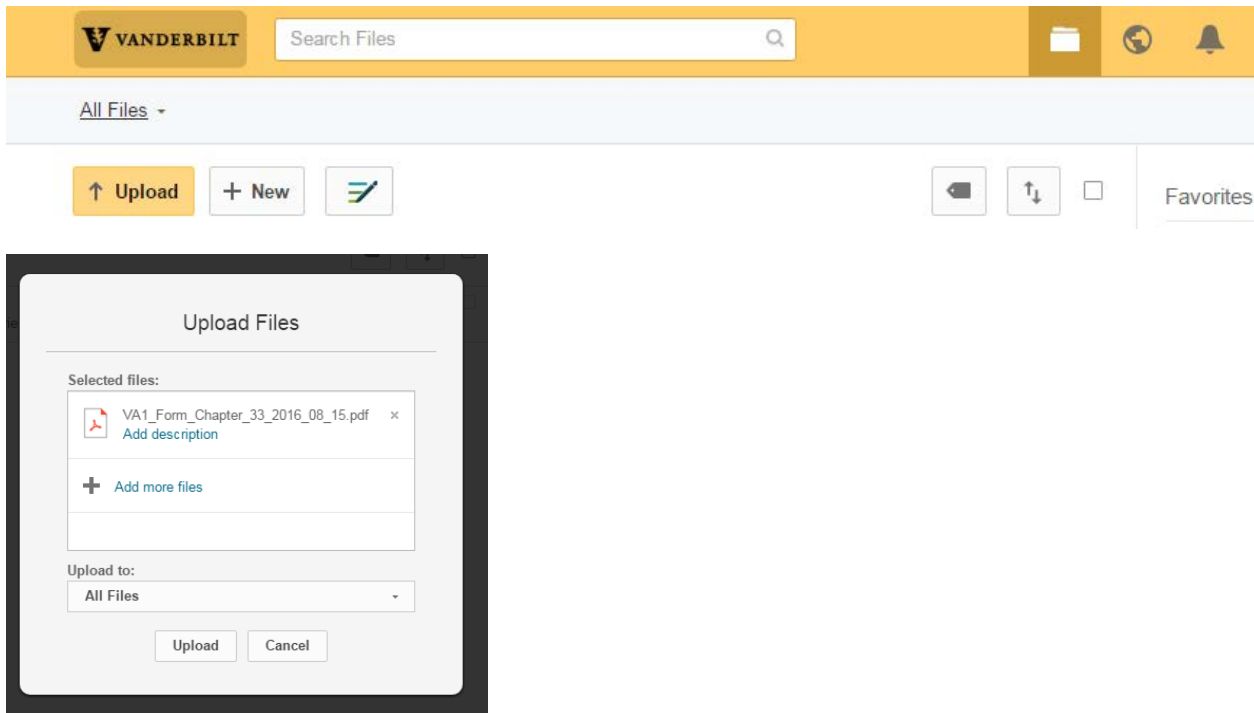 VANDERBILT Search Files
All Files
Upload New Favorites
Upload Files
Selected files:
VA1_Form_Chapter_33_2016_08_15.pdf ×
Add description
Add more files
Upload to:
All Files
Upload Cancel